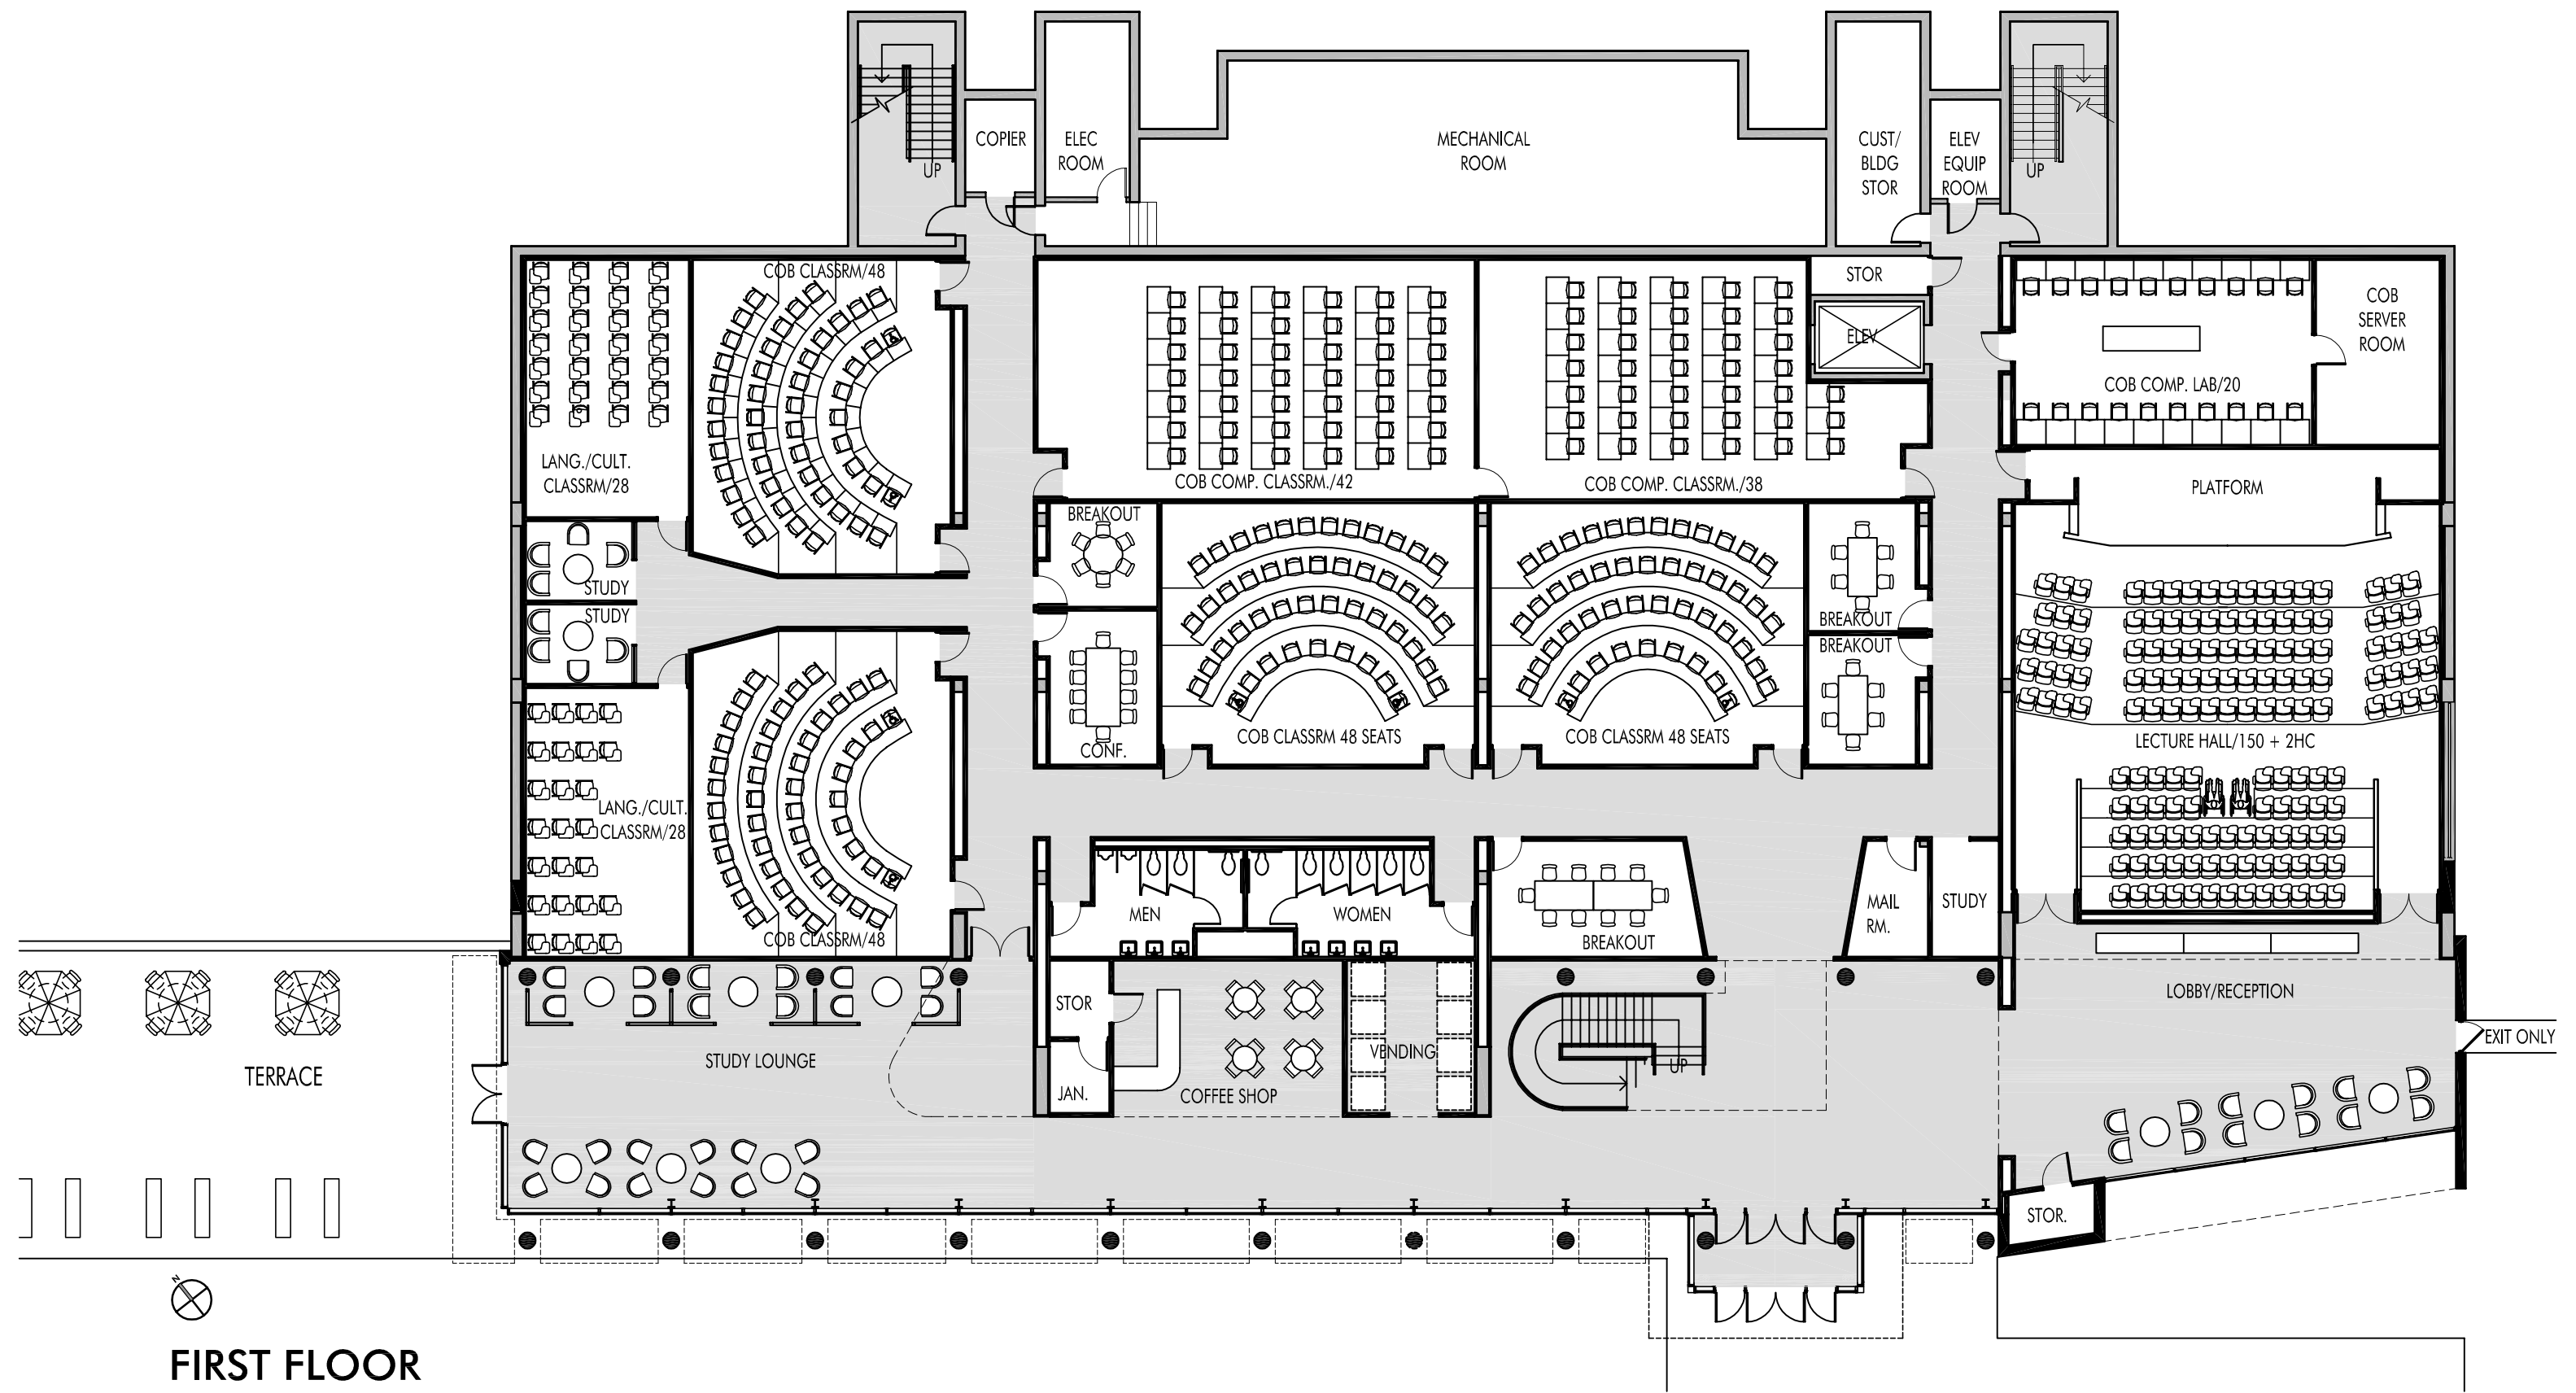 UP
COPIER
ELEC
ROOM
MECHANICAL
ROOM
CUST/
BLDG
STOR
ELEV
EQUIP
ROOM
UP
COB CLASSRM/48
STOR
ELEV
COB
SERVER
ROOM
COB COMP. LAB/20
LANG./CULT.
CLASSRM/28
COB COMP. CLASSRM./42
COB COMP. CLASSRM./38
PLATFORM
BREAKOUT
STUDY
STUDY
BREAKOUT
BREAKOUT
CONF.
COB CLASSRM 48 SEATS
COB CLASSRM 48 SEATS
LECTURE HALL/150 + 2HC
LANG./CULT.
CLASSRM/28
COB CLASSRM/48
MEN
WOMEN
BREAKOUT
MAIL
RM.
STUDY
LOBBY/RECEPTION
EXIT ONLY
STOR
STUDY LOUNGE
VENDING
UP
TERRACE
JAN.
COFFEE SHOP
STOR.
N
FIRST FLOOR